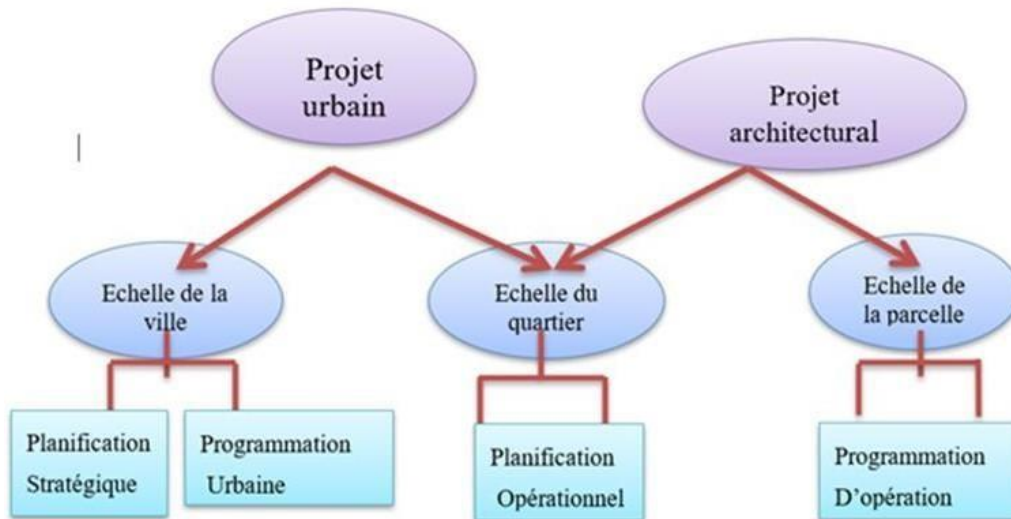 Projet
urbain
Projet
architectural
Echelle de la
ville
Echelle du
quartier
Echelle de
la parcelle
Planification
Stratégique
Programmation
Urbaine
Planification
Opérationnel
Programmation
D'opération